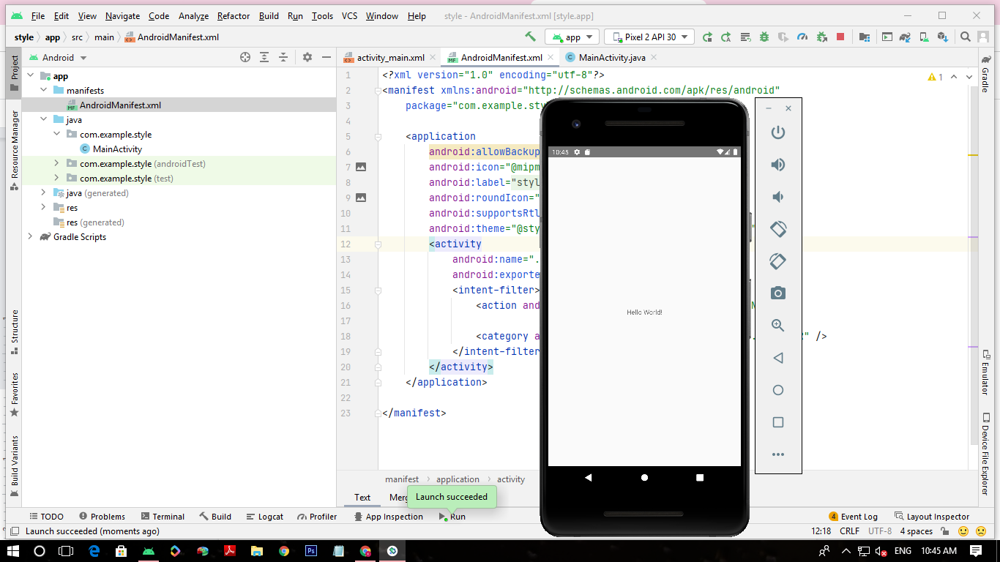 File Edit View Navigate Code Analyze Refactor Build Run Tools VCS Window Help style - AndroidManifest.xml [style.app]
style app src main AndroidManifest.xml app Pixel 2 API 30
Android activity_main.xml AndroidManifest.xml MainActivity.java
Project
Resource Manager
Structure
Favorites
Build Variants
app
manifests
AndroidManifest.xml
java
com.example.style
MainActivity
com.example.style (androidTest)
com.example.style (test)
java (generated)
res
res (generated)
Gradle Scripts
1 <?xml version="1.0" encoding="utf-8"?>
2 <manifest xmlns:android="http://schemas.android.com/apk/res/android"
3 package="com.example.sty
4
5 <application
6 android:allowBackup
7 android:icon="@mipm
8 android:label="styl
9 android:roundIcon="
10 android:supportsRtl
11 android:theme="@sty "
12 <activity
13 android:name=".
14 android:exporte
15 <intent-filter>
16 <action and
17
18 <category a " />
19 </intent-filter
20 </activity>
21 </application>
22
23 </manifest>
1
10:45
Hello World!
Gradle
Emulator
Device File Explorer
manifest application activity
Text Merg
Launch succeeded
TODO Problems Terminal Build Logcat Profiler App Inspection Run 4 Event Log Layout Inspector
Launch succeeded (moments ago) 12:18 CRLF UTF-8 4 spaces
Ps ENG 10:45 AM